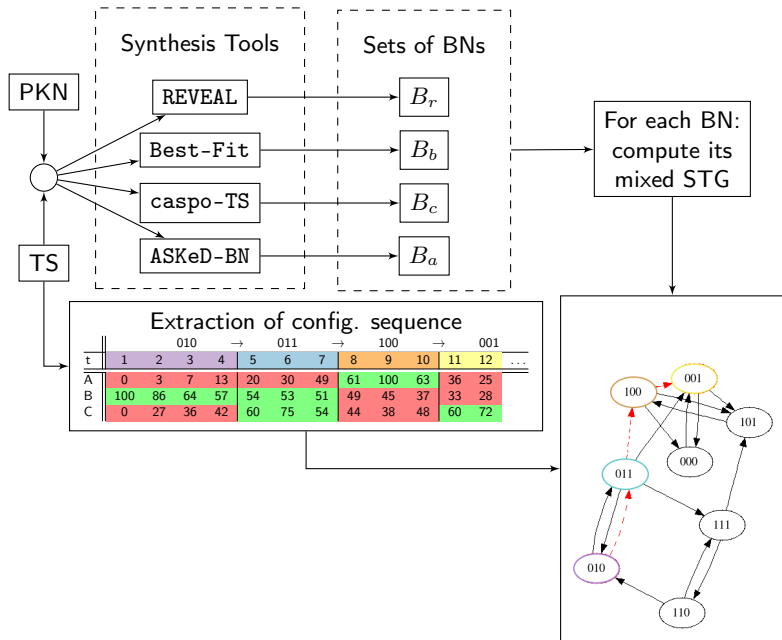 Synthesis Tools
Sets of BNs
PKN
REVEAL
Best-Fit
caspo-TS
ASKeD-BN
B_r
B_b
B_c
B_a
For each BN:
compute its
mixed STG
TS
Extraction of config. sequence
010 → 011 → 100 → 001
t 1 2 3 4 5 6 7 8 9 10 11 12 ...
A 0 3 7 13 20 30 49 61 100 63 36 25
B 100 86 64 57 54 53 51 49 45 37 33 28
C 0 27 36 42 60 75 54 44 38 48 60 72
001
100
101
000
011
111
010
110